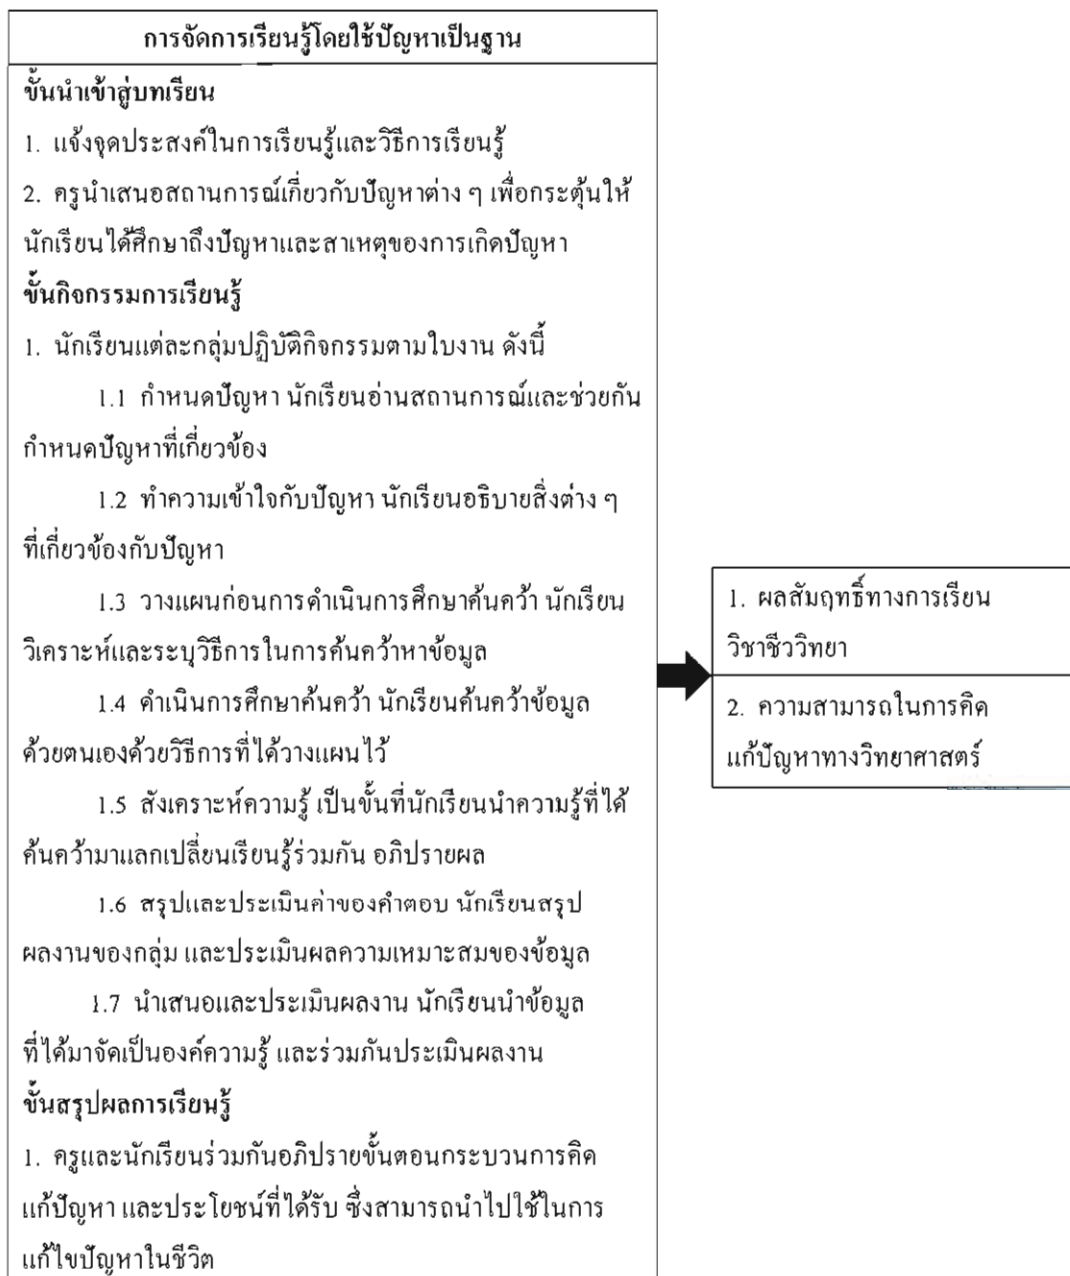 การจัดการเรียนรู้โดยใช้ปัญหาเป็นฐาน
ขั้นนำเข้าสู่บทเรียน
1. แจ้งจุดประสงค์ในการเรียนรู้และวิธีการเรียนรู้
2. ครูนำเสนอสถานการณ์เกี่ยวกับปัญหาต่าง ๆ เพื่อกระตุ้นให้
นักเรียนได้ศึกษาถึงปัญหาและสาเหตุของการเกิดปัญหา
ขั้นกิจกรรมการเรียนรู้
1. นักเรียนแต่ละกลุ่มปฏิบัติกิจกรรมตามใบงาน ดังนี้
1.1 กำหนดปัญหา นักเรียนอ่านสถานการณ์และช่วยกัน
กำหนดปัญหาที่เกี่ยวข้อง
1.2 ทำความเข้าใจกับปัญหา นักเรียนอธิบายสิ่งต่าง ๆ
ที่เกี่ยวข้องกับปัญหา
1.3 วางแผนก่อนการดำเนินการศึกษาค้นคว้า นักเรียน
วิเคราะห์และระบุวิธีการในการค้นคว้าหาข้อมูล
1.4 ดำเนินการศึกษาค้นคว้า นักเรียนค้นคว้าข้อมูล
ด้วยตนเองด้วยวิธีการที่ได้วางแผนไว้
1.5 สังเคราะห์ความรู้ เป็นขั้นที่นักเรียนนำความรู้ที่ได้
ค้นคว้ามาแลกเปลี่ยนเรียนรู้ร่วมกัน อภิปรายผล
1.6 สรุปและประเมินค่าของคำตอบ นักเรียนสรุป
ผลงานของกลุ่ม และประเมินผลความเหมาะสมของข้อมูล
1.7 นำเสนอและประเมินผลงาน นักเรียนนำข้อมูล
ที่ได้มาจัดเป็นองค์ความรู้ และร่วมกันประเมินผลงาน
ขั้นสรุปผลการเรียนรู้
1. ครูและนักเรียนร่วมกันอภิปรายขั้นตอนกระบวนการคิด
แก้ปัญหา และประโยชน์ที่ได้รับ ซึ่งสามารถนำไปใช้ในการ
แก้ไขปัญหาในชีวิต
1. ผลสัมฤทธิ์ทางการเรียน
วิชาชีววิทยา
2. ความสามารถในการคิด
แก้ปัญหาทางวิทยาศาสตร์